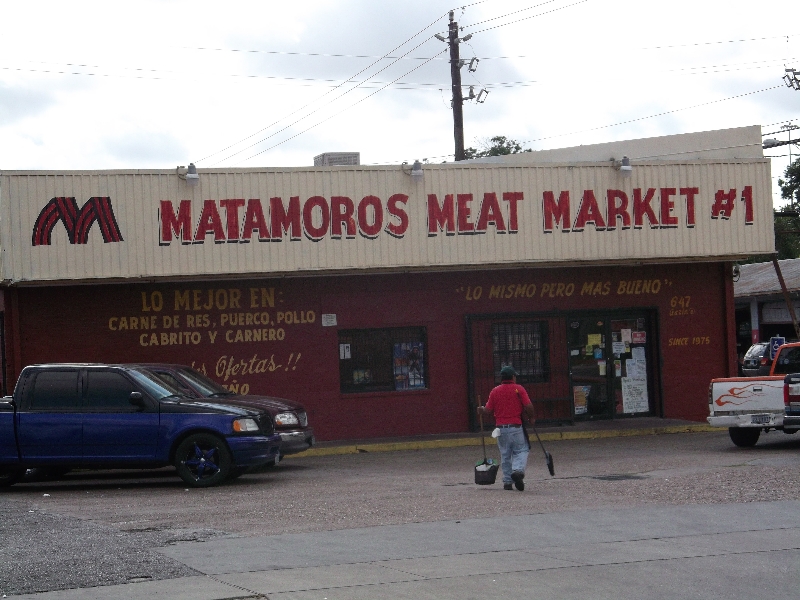 M MATAMOROS MEAT MARKET #1
LO MEJOR EN:
CARNE DE RES, PUERCO, POLLO
CABRITO Y CARNERO
Ofertas !!
"LO MISMO PERO MAS BUENO"
647
SINCE 1975